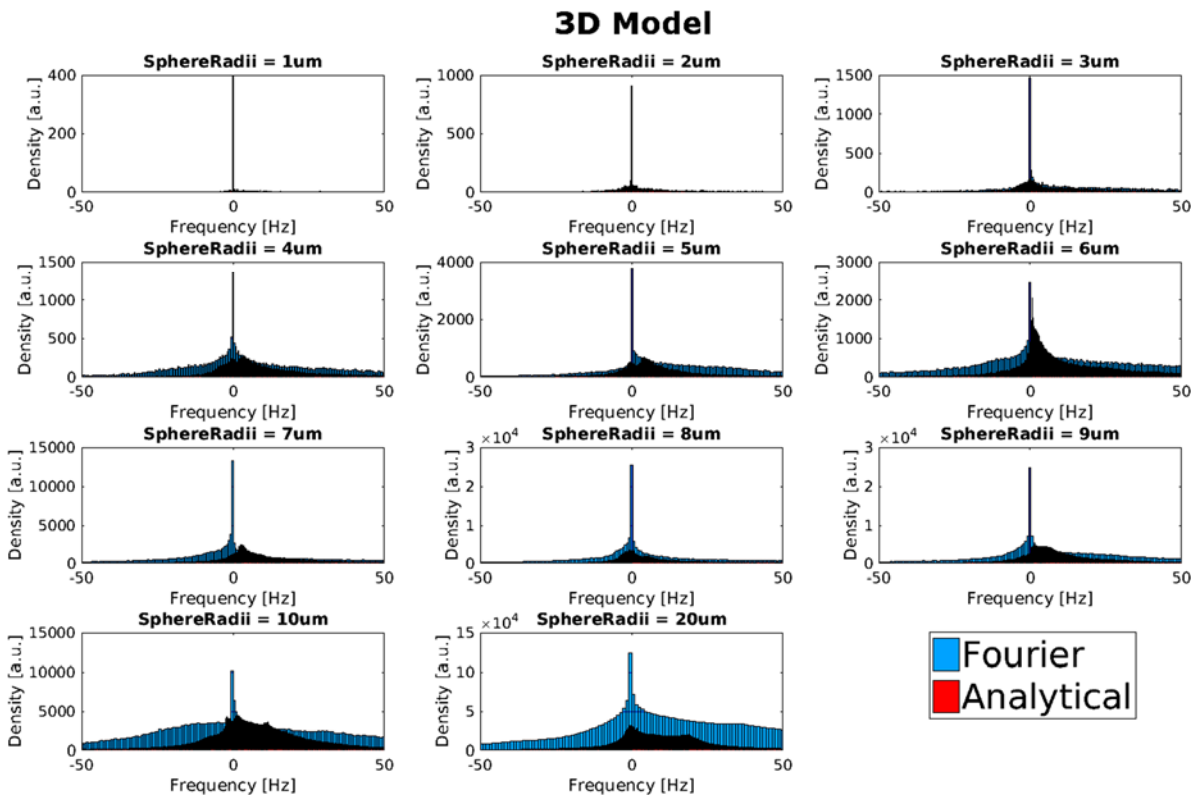 3D Model
SphereRadii = 1um
Density [a.u.]
400
200
0
-50 0 50
Frequency [Hz]
SphereRadii = 2um
Density [a.u.]
1000
500
0
-50 0 50
Frequency [Hz]
SphereRadii = 3um
Density [a.u.]
1500
1000
500
0
-50 0 50
Frequency [Hz]
SphereRadii = 4um
Density [a.u.]
1500
1000
500
0
-50 0 50
Frequency [Hz]
SphereRadii = 5um
Density [a.u.]
4000
2000
0
-50 0 50
Frequency [Hz]
SphereRadii = 6um
Density [a.u.]
3000
2000
1000
0
-50 0 50
Frequency [Hz]
SphereRadii = 7um
Density [a.u.]
15000
10000
5000
0
-50 0 50
Frequency [Hz]
×10⁴
SphereRadii = 8um
Density [a.u.]
3
2
1
0
-50 0 50
Frequency [Hz]
×10⁴
SphereRadii = 9um
Density [a.u.]
3
2
1
0
-50 0 50
Frequency [Hz]
SphereRadii = 10um
Density [a.u.]
15000
10000
5000
0
-50 0 50
Frequency [Hz]
×10⁴
SphereRadii = 20um
Density [a.u.]
15
10
5
0
-50 0 50
Frequency [Hz]
Fourier
Analytical